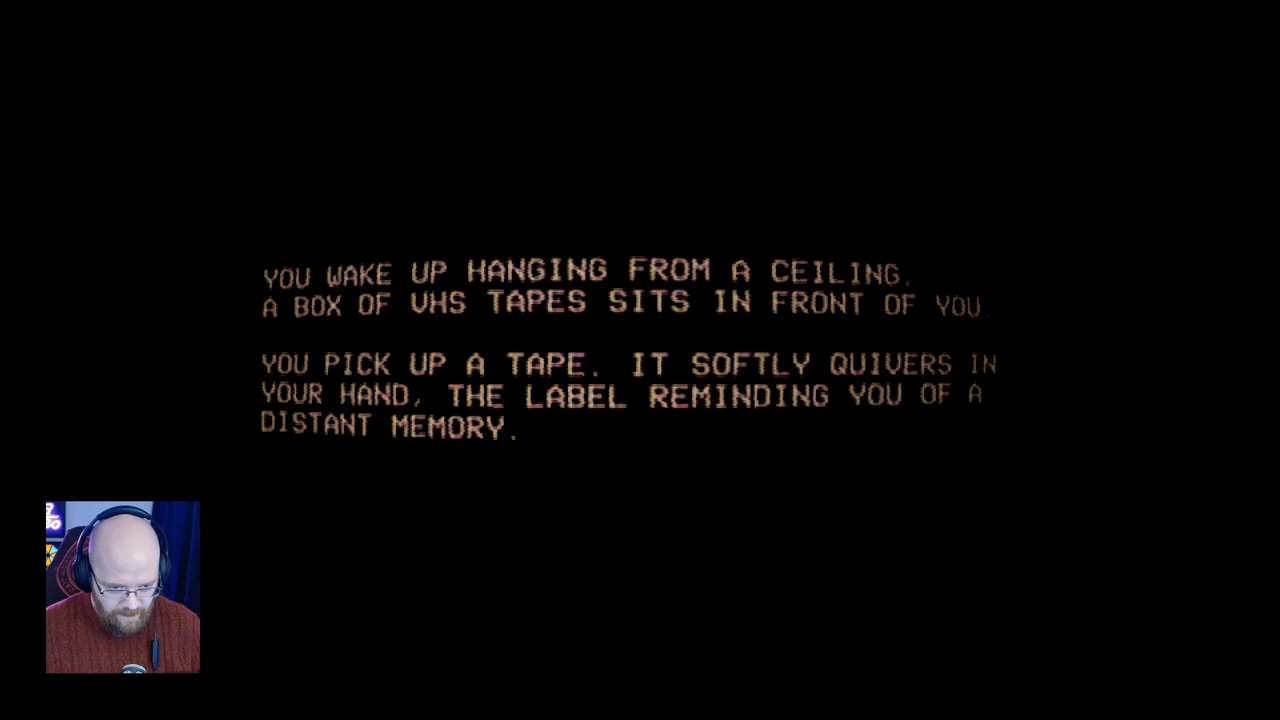 YOU WAKE UP HANGING FROM A CEILING.
A BOX OF VHS TAPES SITS IN FRONT OF YOU.
YOU PICK UP A TAPE. IT SOFTLY QUIVERS IN
YOUR HAND, THE LABEL REMINDING YOU OF A
DISTANT MEMORY.